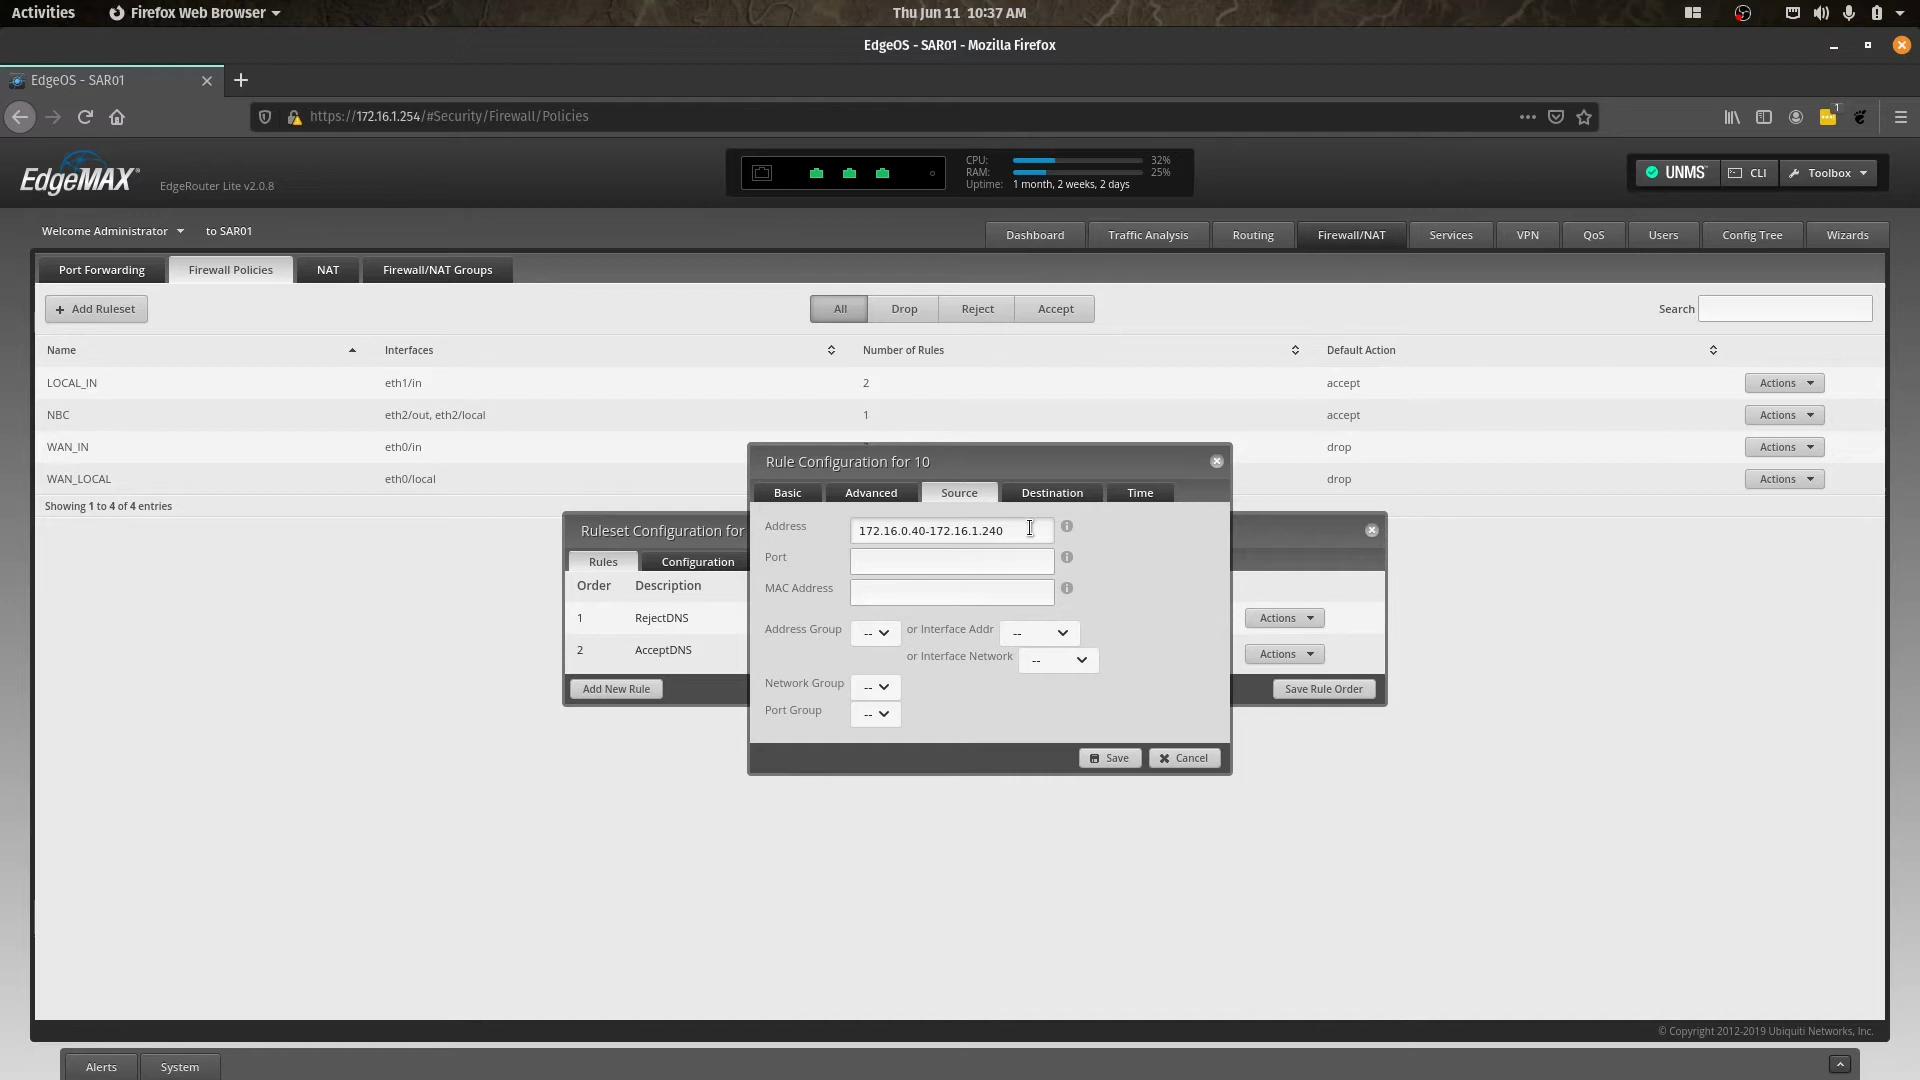 Activities
Firefox Web Browser
Thu Jun 11 10:37 AM
EdgeOS - SAR01 - Mozilla Firefox
EdgeOS - SAR01
https://172.16.1.254/#Security/Firewall/Policies
1
EdgeMAX
EdgeRouter Lite v2.0.8
CPU: 32%
RAM: 25%
Uptime: 1 month, 2 weeks, 2 days
UNMS
CLI
Toolbox
Welcome Administrator
to SAR01
Dashboard
Traffic Analysis
Routing
Firewall/NAT
Services
VPN
QoS
Users
Config Tree
Wizards
Port Forwarding
Firewall Policies
NAT
Firewall/NAT Groups
+ Add Ruleset
All
Drop
Reject
Accept
Search
Name
Interfaces
Number of Rules
Default Action
LOCAL_IN eth1/in 2 accept Actions
NBC eth2/out, eth2/local 1 accept Actions
WAN_IN eth0/in drop Actions
WAN_LOCAL eth0/local drop Actions
Showing 1 to 4 of 4 entries
Ruleset Configuration for
Rules
Configuration
Order Description
1 RejectDNS Actions
2 AcceptDNS Actions
Add New Rule
Save Rule Order
Rule Configuration for 10
Basic
Advanced
Source
Destination
Time
Address 172.16.0.40-172.16.1.240
Port
MAC Address
Address Group -- or Interface Addr --
or Interface Network --
Network Group --
Port Group --
Save
Cancel
© Copyright 2012-2019 Ubiquiti Networks, Inc.
Alerts
System